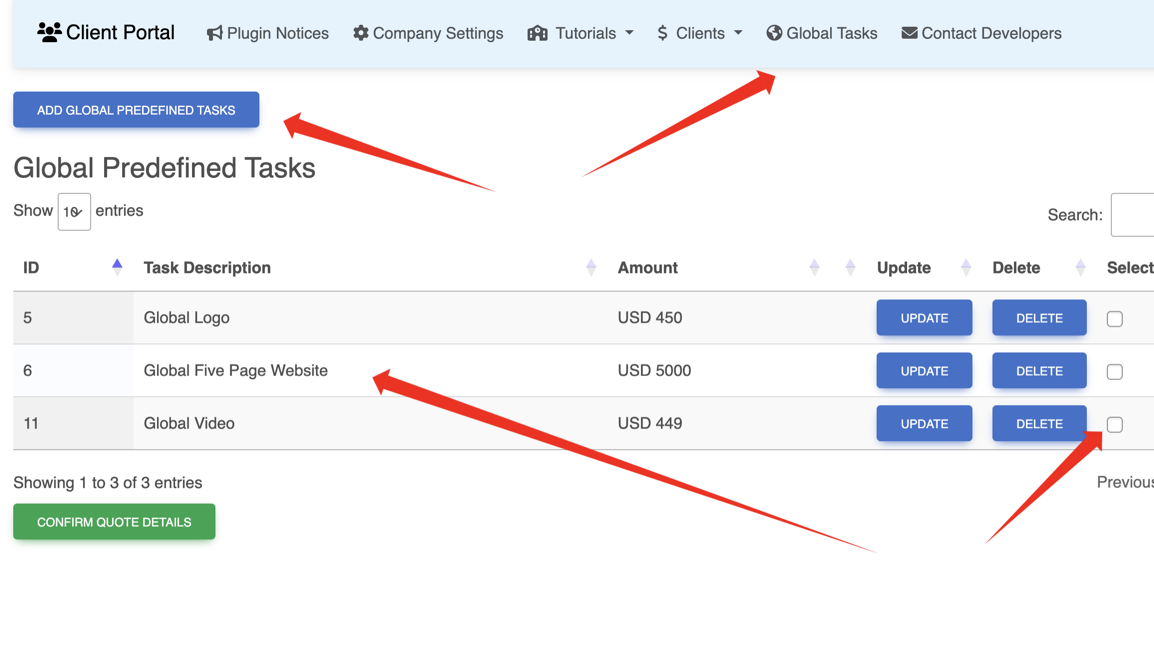 Client Portal Plugin Notices Company Settings Tutorials $ Clients Global Tasks Contact Developers
ADD GLOBAL PREDEFINED TASKS
Global Predefined Tasks
Show 10 entries
Search:
ID Task Description Amount Update Delete Select
5 Global Logo USD 450 UPDATE DELETE
6 Global Five Page Website USD 5000 UPDATE DELETE
11 Global Video USD 449 UPDATE DELETE
Showing 1 to 3 of 3 entries
Previous
CONFIRM QUOTE DETAILS